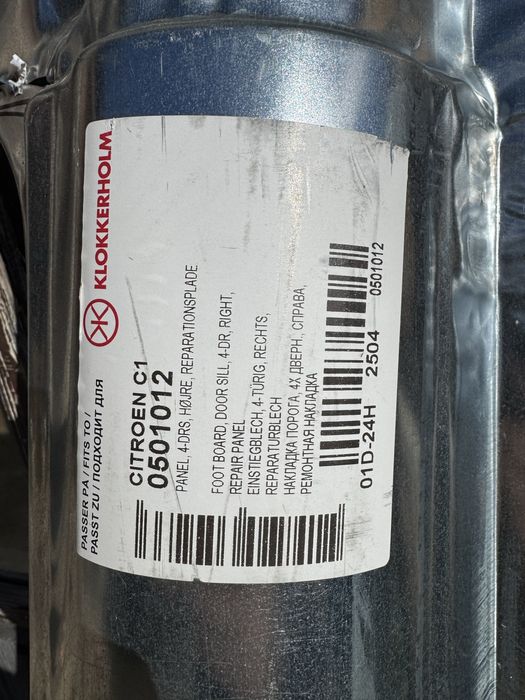 KLOKKERHOLM
PASSER PÅ / FITS TO /
PASST ZU / ПОДХОДИТ ДЛЯ
CITROEN C1
0501012
PANEL, 4-DRS, HØJRE, REPARATIONSPLADE
FOOT BOARD, DOOR SILL, 4-DR, RIGHT,
REPAIR PANEL
EINSTIEGBLECH, 4-TÜRIG, RECHTS,
REPARATURBLECH
НАКЛАДКА ПОРОГА, 4Х ДВЕРН., СПРАВА,
РЕМОНТНАЯ НАКЛАДКА
0501012
01D-24H 2504